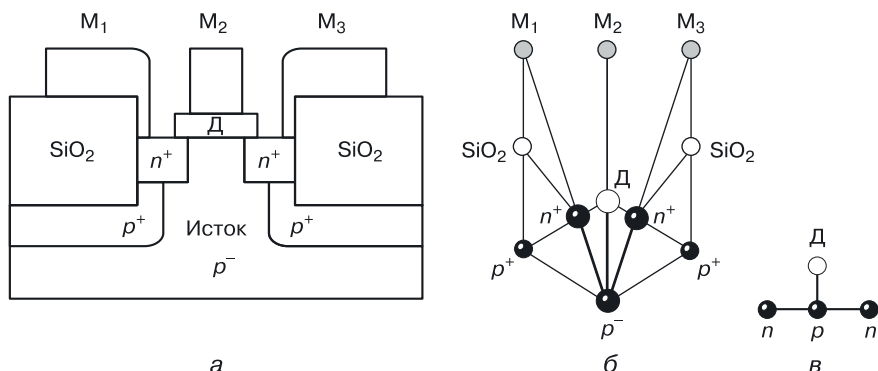 M₁ M₂ M₃
Д
SiO₂ n⁺ n⁺ SiO₂
p⁺ Исток p⁺
p⁻
а
M₁ M₂ M₃
SiO₂ SiO₂
Д
n⁺ n⁺
p⁺ p⁺
p⁻
б
Д
n p n
в